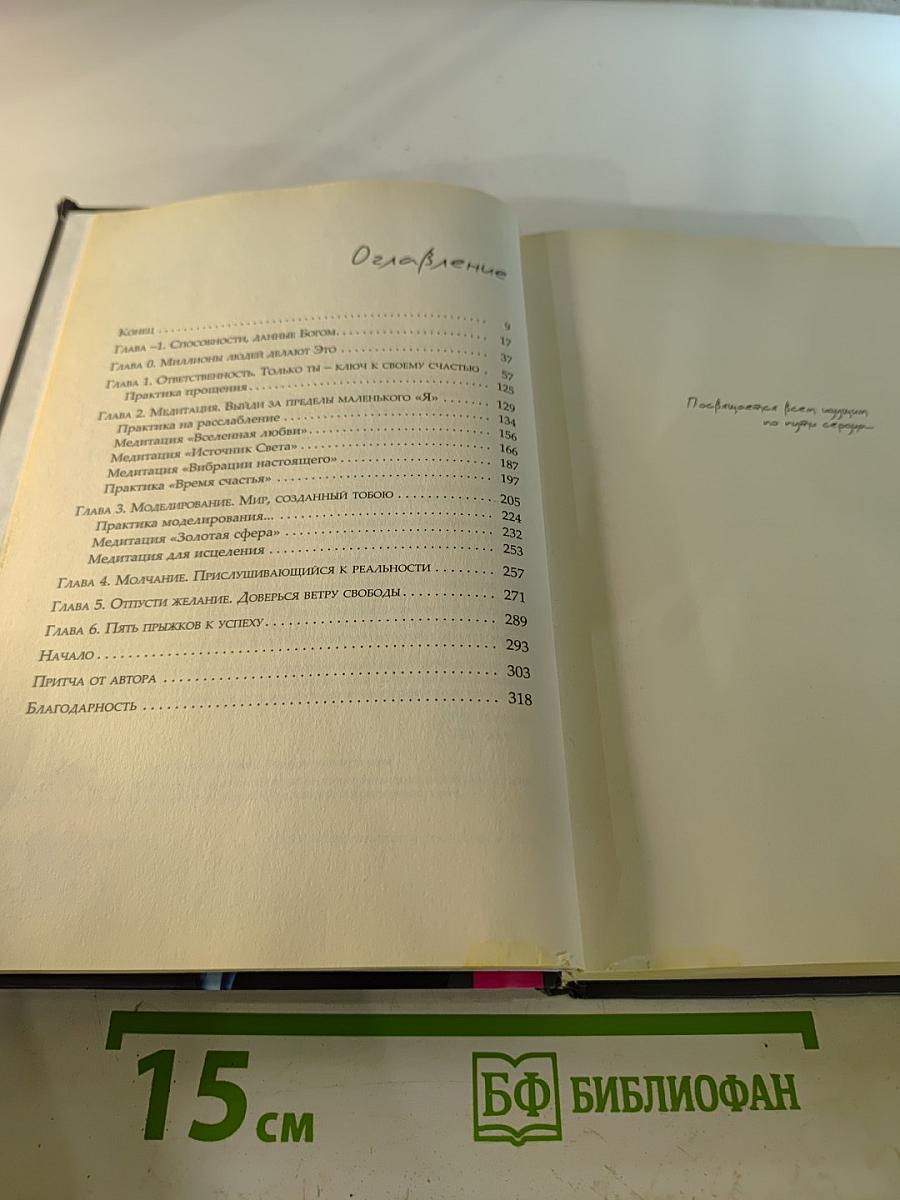 Оглавление
Конец 9
Глава –1. Способности, данные Богом 17
Глава 0. Миллионы людей делают Это 37
Глава 1. Ответственность. Только ты – ключ к своему счастью 57
Практика прощения 125
Глава 2. Медитация. Выйди за пределы маленького «Я» 129
Практика на расслабление 134
Медитация «Вселенная любви» 156
Медитация «Источник Света» 166
Медитация «Вибрации настоящего» 187
Практика «Время счастья» 197
Глава 3. Моделирование. Мир, созданный тобою 205
Практика моделирования... 224
Медитация «Золотая сфера» 232
Медитация для исцеления 253
Глава 4. Молчание. Прислушивающийся к реальности 257
Глава 5. Отпусти желание. Доверься ветру свободы 271
Глава 6. Пять прыжков к успеху 289
Начало 293
Притча от автора 303
Благодарность 318
Посвящается всем идущим
по пути сердца
15 см
БФ БИБЛИОФАН